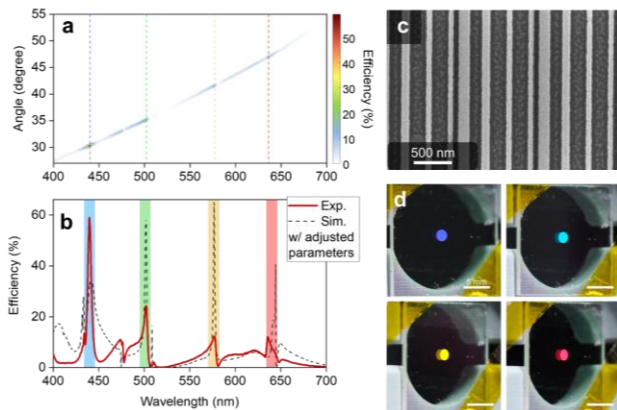 55
50
45
40
35
30
Angle (degree)
a
400 450 500 550 600 650 700
50
40
30
20
10
0
Efficiency (%)
c
500 nm
60
40
20
0
Efficiency (%)
b
Exp.
Sim.
w/ adjusted
parameters
400 450 500 550 600 650 700
Wavelength (nm)
d